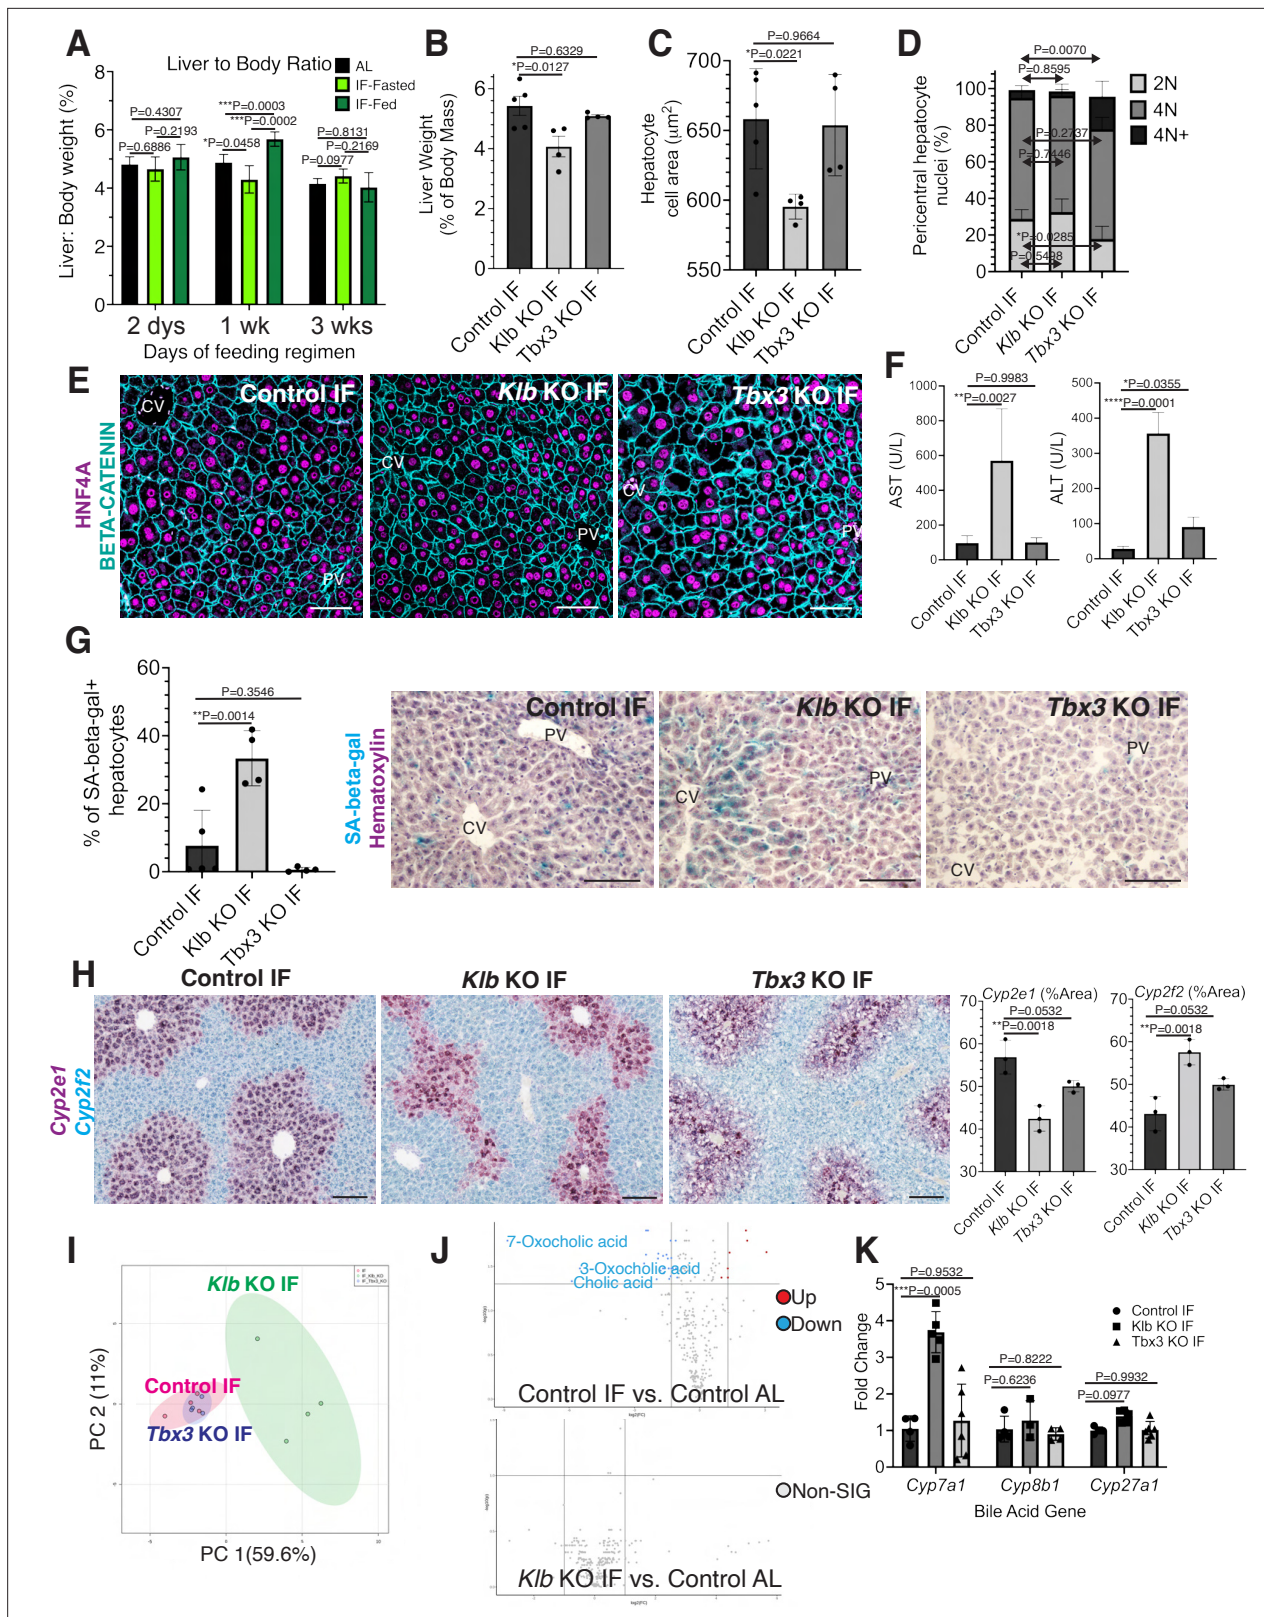 A
Liver to Body Ratio
AL
IF-Fasted
IF-Fed
Liver: Body weight (%)
8
6
4
2
0
P=0.4307
P=0.2193
P=0.6886
***P=0.0003
***P=0.0002
*P=0.0458
P=0.8131
P=0.2169
P=0.0977
2 dys
1 wk
3 wks
Days of feeding regimen
B
Liver Weight
(% of Body Mass)
6
4
2
0
P=0.6329
*P=0.0127
Control IF
Klb KO IF
Tbx3 KO IF
C
Hepatocyte
cell area (µm2)
700
650
600
550
P=0.9664
*P=0.0221
Control IF
Klb KO IF
Tbx3 KO IF
D
Pericentral hepatocyte
nuclei (%)
100
80
60
40
20
0
P=0.0070
P=0.8595
P=0.2737
P=0.7446
*P=0.0285
P=0.5498
2N
4N
4N+
Control IF
Klb KO IF
Tbx3 KO IF
E
HNF4A
BETA-CATENIN
Control IF
CV
PV
Klb KO IF
CV
PV
Tbx3 KO IF
CV
PV
F
AST (U/L)
1000
800
600
400
200
0
P=0.9983
**P=0.0027
Control IF
Klb KO IF
Tbx3 KO IF
ALT (U/L)
500
400
300
200
100
0
*P=0.0355
****P=0.0001
Control IF
Klb KO IF
Tbx3 KO IF
G
% of SA-beta-gal+
hepatocytes
60
40
20
0
P=0.3546
**P=0.0014
Control IF
Klb KO IF
Tbx3 KO IF
SA-beta-gal
Hematoxylin
Control IF
PV
CV
Klb KO IF
PV
CV
Tbx3 KO IF
PV
CV
H
Control IF
Klb KO IF
Tbx3 KO IF
Cyp2e1
Cyp2f2
Cyp2e1 (%Area)
70
60
50
40
30
P=0.0532
**P=0.0018
Control IF
Klb KO IF
Tbx3 KO IF
Cyp2f2 (%Area)
70
60
50
40
30
P=0.0532
**P=0.0018
Control IF
Klb KO IF
Tbx3 KO IF
I
Klb KO IF
Control IF
Tbx3 KO IF
PC 2 (11%)
PC 1(59.6%)
J
7-Oxocholic acid
3-Oxocholic acid
Cholic acid
Up
Down
Control IF vs. Control AL
Non-SIG
Klb KO IF vs. Control AL
K
Fold Change
5
4
3
2
1
0
P=0.9532
***P=0.0005
P=0.8222
P=0.6236
P=0.9932
P=0.0977
Control IF
Klb KO IF
Tbx3 KO IF
Cyp7a1
Cyp8b1
Cyp27a1
Bile Acid Gene